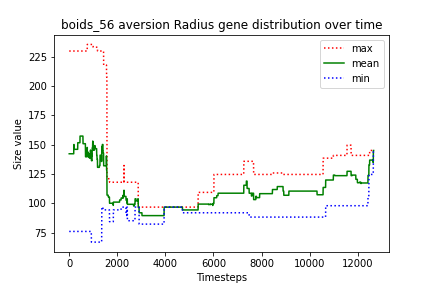 boids_56 aversion Radius gene distribution over time
Size value
225
200
175
150
125
100
75
max
mean
min
0
2000
4000
6000
8000
10000
12000
Timesteps